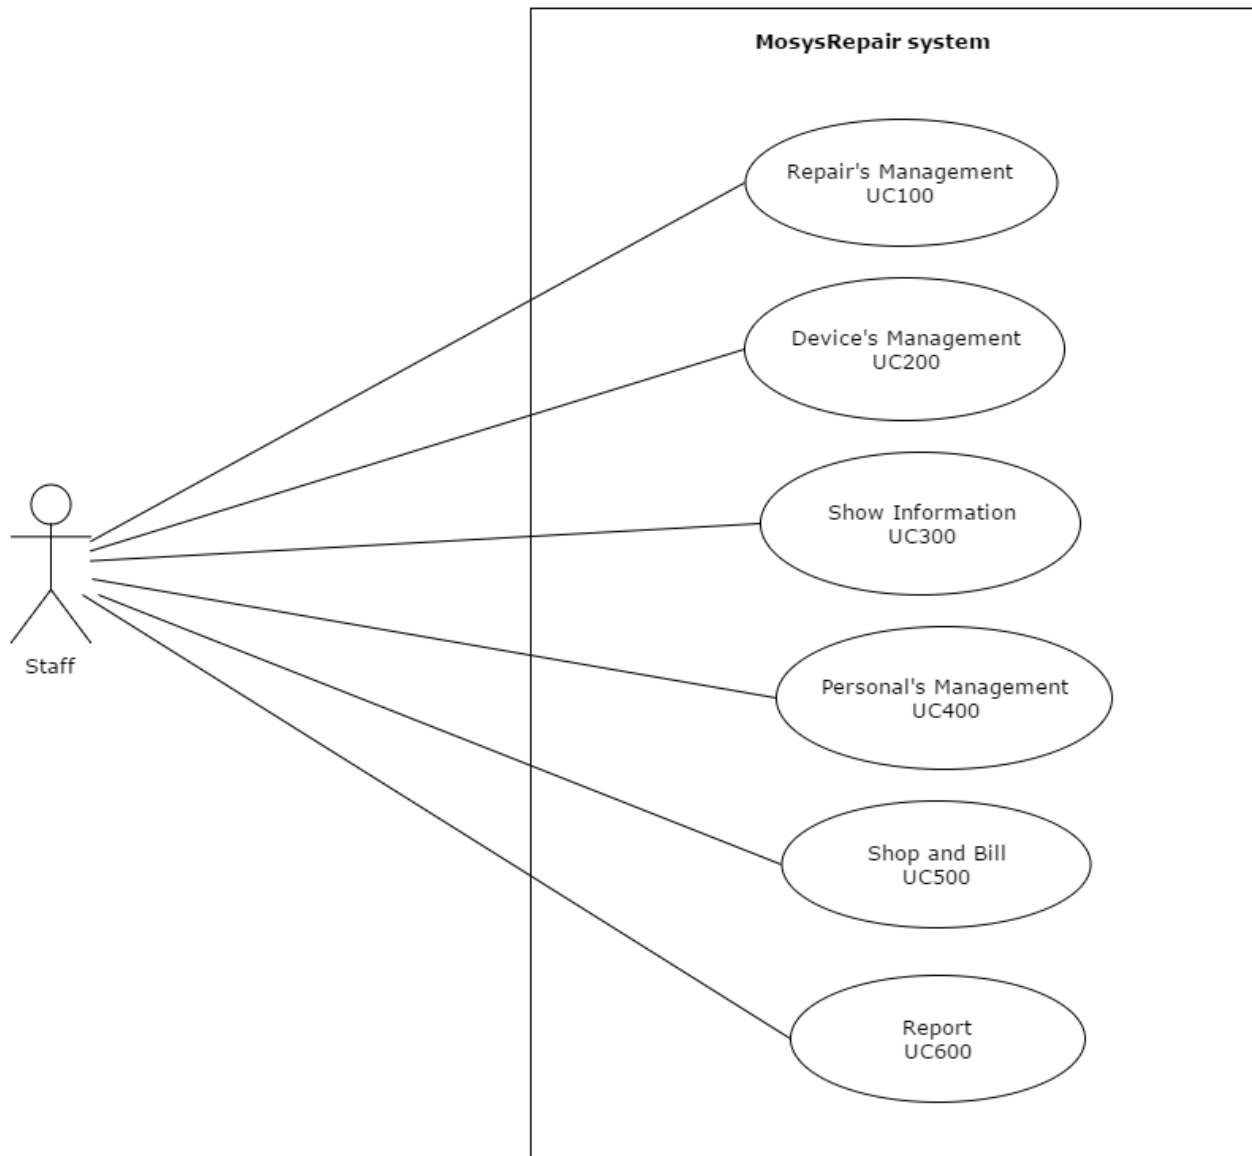 MosysRepair system
Repair's Management
UC100
Device's Management
UC200
Show Information
UC300
Staff
Personal's Management
UC400
Shop and Bill
UC500
Report
UC600